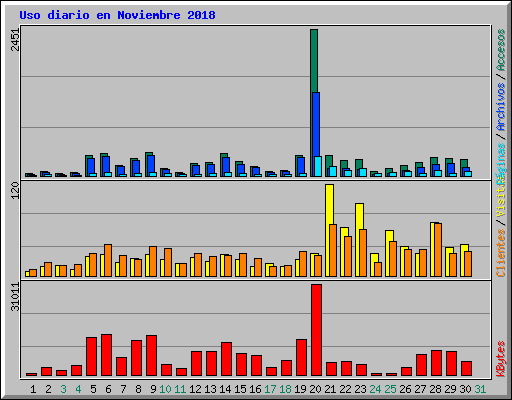 Uso diario en Noviembre 2018
2451
120
31011
Accesos / Archivos / Páginas
Visitas / Clientes
KBytes
1 2 3 4 5 6 7 8 9 10 11 12 13 14 15 16 17 18 19 20 21 22 23 24 25 26 27 28 29 30 31